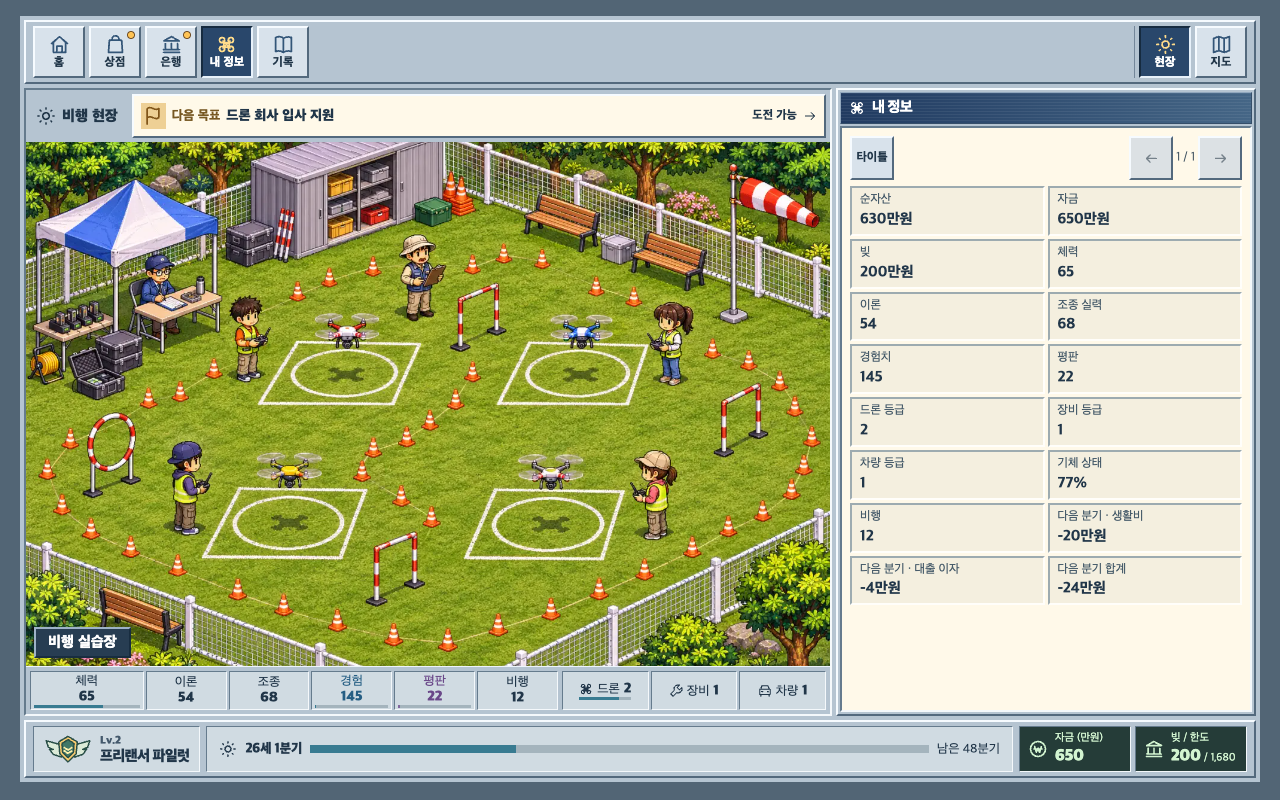 홈
상점
은행
내 정보
기록
현장
지도
비행 현장
다음 목표 드론 회사 입사 지원
도전 가능 →
비행 실습장
체력
65
이론
54
조종
68
경험
145
평판
22
비행
12
드론 2
장비 1
차량 1
내 정보
타이틀
←
1 / 1
→
순자산
630만원
자금
650만원
빚
200만원
체력
65
이론
54
조종 실력
68
경험치
145
평판
22
드론 등급
2
장비 등급
1
차량 등급
1
기체 상태
77%
비행
12
다음 분기 · 생활비
-20만원
다음 분기 · 대출 이자
-4만원
다음 분기 합계
-24만원
Lv.2
프리랜서 파일럿
26세 1분기
남은 48분기
자금 (만원)
650
빚 / 한도
200 / 1,680